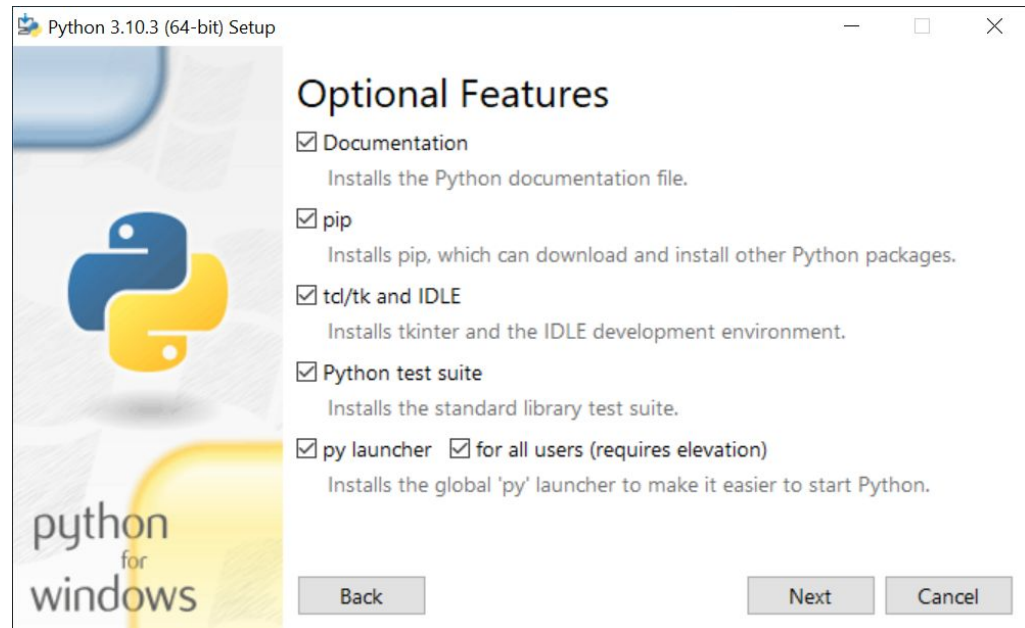 Python 3.10.3 (64-bit) Setup
Optional Features
Documentation
Installs the Python documentation file.
pip
Installs pip, which can download and install other Python packages.
tcl/tk and IDLE
Installs tkinter and the IDLE development environment.
Python test suite
Installs the standard library test suite.
py launcher for all users (requires elevation)
Installs the global 'py' launcher to make it easier to start Python.
python
for
windows
Back Next Cancel